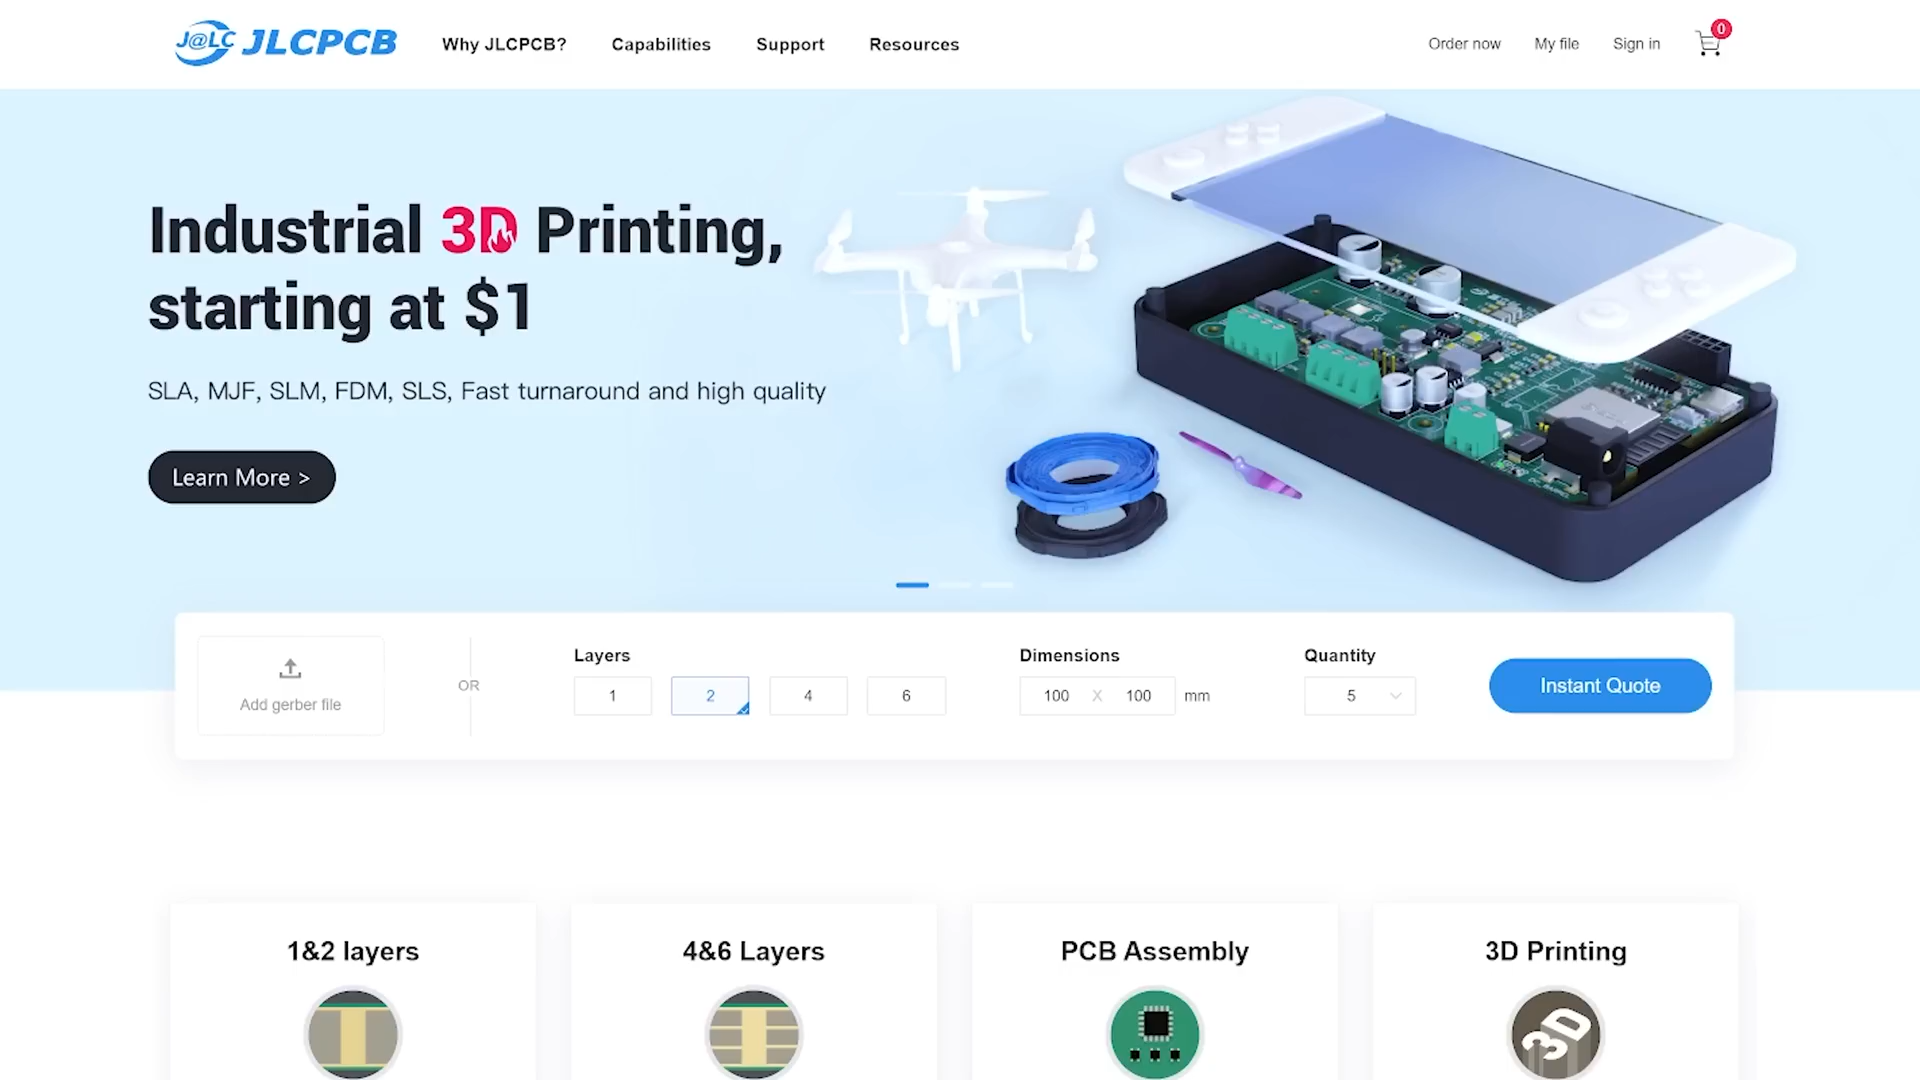 J@LC JLCPCB
Why JLCPCB?
Capabilities
Support
Resources
Order now
My file
Sign in
0
Industrial 3D Printing,
starting at $1
SLA, MJF, SLM, FDM, SLS, Fast turnaround and high quality
Learn More >
Add gerber file
OR
Layers
1
2
4
6
Dimensions
100 X 100 mm
Quantity
5
Instant Quote
1&2 layers
4&6 Layers
PCB Assembly
3D Printing
3D